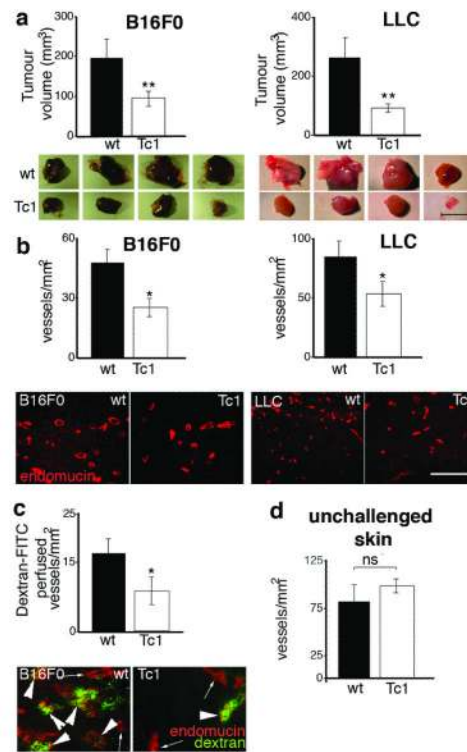 a
B16F0
LLC
Tumour
volume (mm³)
200
100
0
**
wt Tc1
Tumour
volume (mm³)
400
200
0
**
wt Tc1
wt
Tc1
b
B16F0
LLC
vessels/mm²
60
30
0
*
wt Tc1
vessels/mm²
100
50
0
*
wt Tc1
B16F0 wt
Tc1
LLC wt
Tc
endomucin
c
Dextran-FITC
perfused
vessels/mm²
25
15
0
*
wt Tc1
B16F0 wt
Tc1
endomucin
dextran
d
unchallenged
skin
vessels/mm²
125
75
25
0
ns
wt Tc1